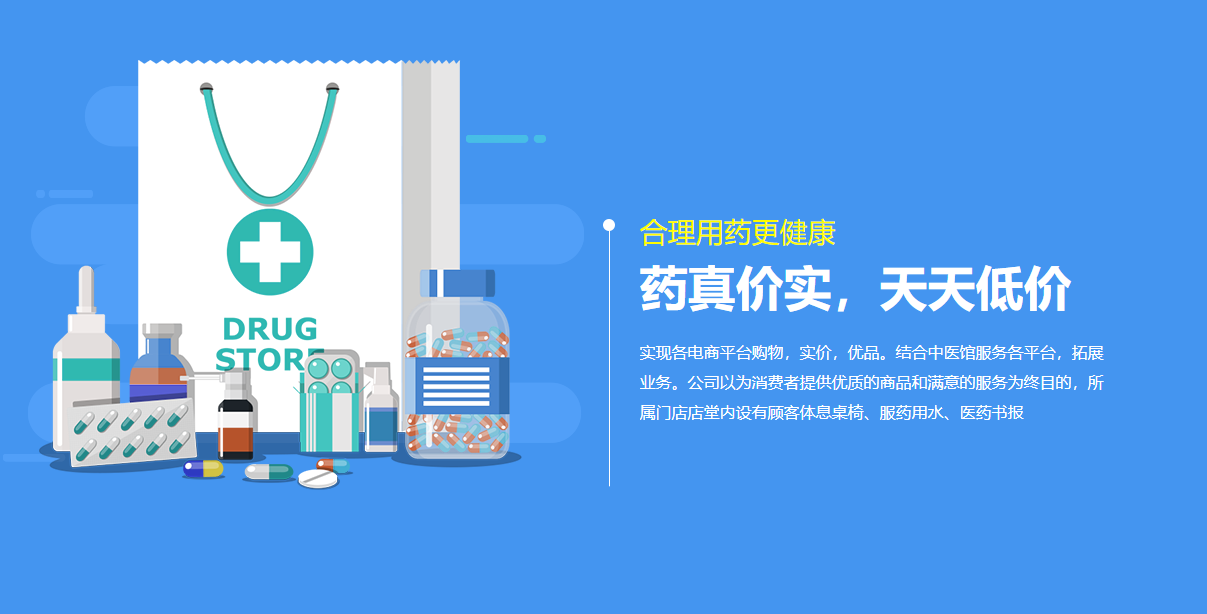 DRUG
STORE
合理用药更健康
药真价实，天天低价
实现各电商平台购物，实价，优品。结合中医馆服务各平台，拓展
业务。公司以为消费者提供优质的商品和满意的服务为终目的，所
属门店店堂内设有顾客休息桌椅、服药用水、医药书报